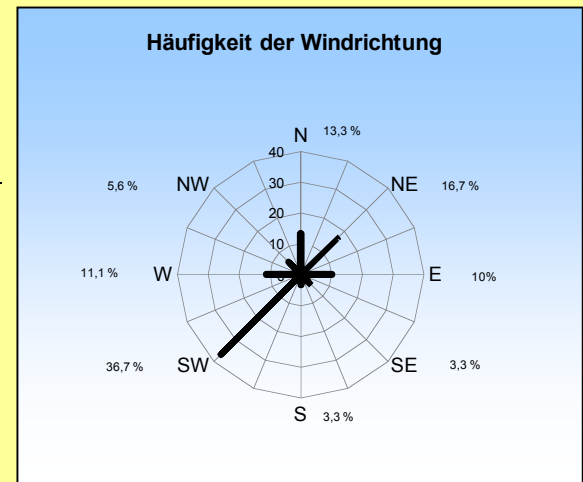 Häufigkeit der Windrichtung
N 13,3 %
40
NW 5,6 %
NE 16,7 %
30
20
10
0
W 11,1 %
E 10%
SW 36,7 %
SE 3,3 %
S 3,3 %